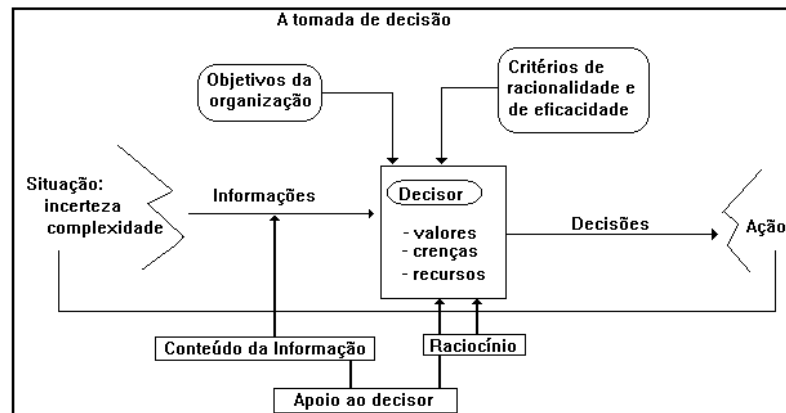 A tomada de decisão
Objetivos da
organização
Critérios de
racionalidade e
de eficacidade
Situação:
incerteza
complexidade
Informações
Decisor
- valores
- crenças
- recursos
Decisões
Ação
Conteúdo da Informação
Raciocínio
Apoio ao decisor